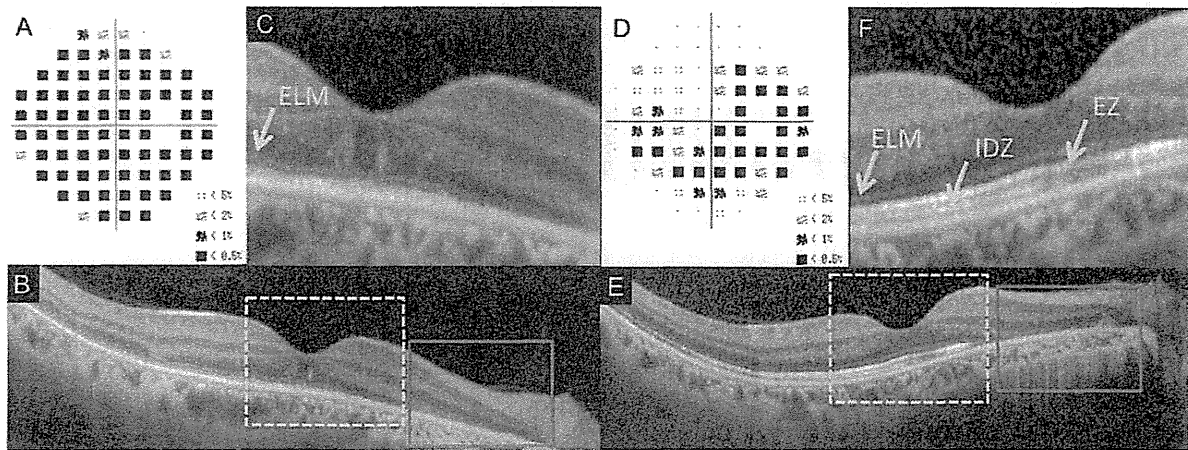 A
C
ELM
< 5%
< 2%
< 1%
< 0.5%
D
F
ELM
IDZ
EZ
< 5%
< 2%
< 1%
< 0.5%
B
E